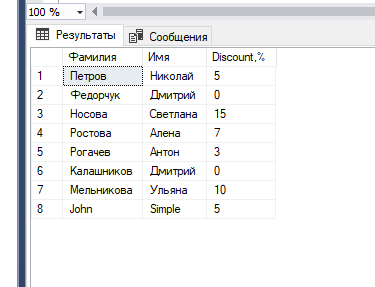 100 %
Результаты Сообщения
Фамилия Имя Discount,%
1 Петров Николай 5
2 Федорчук Дмитрий 0
3 Носова Светлана 15
4 Ростова Алена 7
5 Рогачев Антон 3
6 Калашников Дмитрий 0
7 Мельникова Ульяна 10
8 John Simple 5